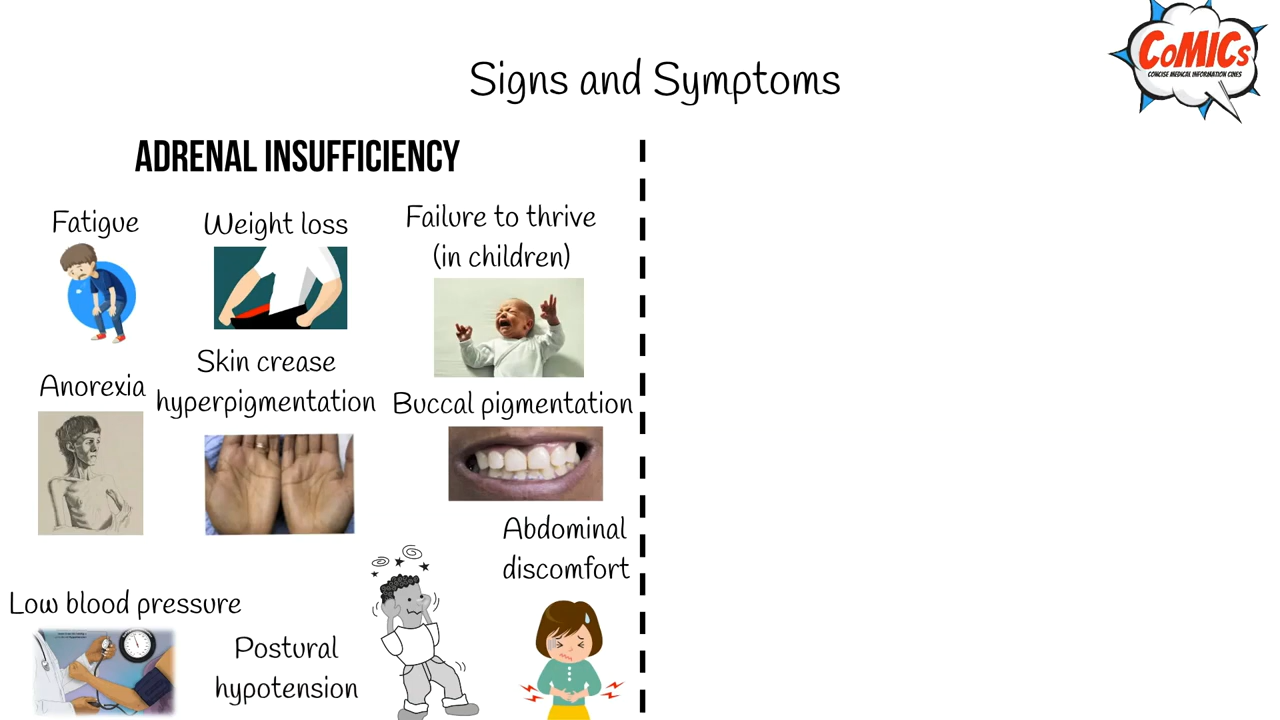 CoMICs
CONCISE MEDICAL INFORMATION CINES
Signs and Symptoms
ADRENAL INSUFFICIENCY
Fatigue
Weight loss
Failure to thrive
(in children)
Anorexia
Skin crease
hyperpigmentation
Buccal pigmentation
Abdominal
discomfort
Low blood pressure
Postural
hypotension